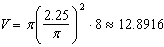 V = π(2.25/π)² · 8 ≈ 12.8916